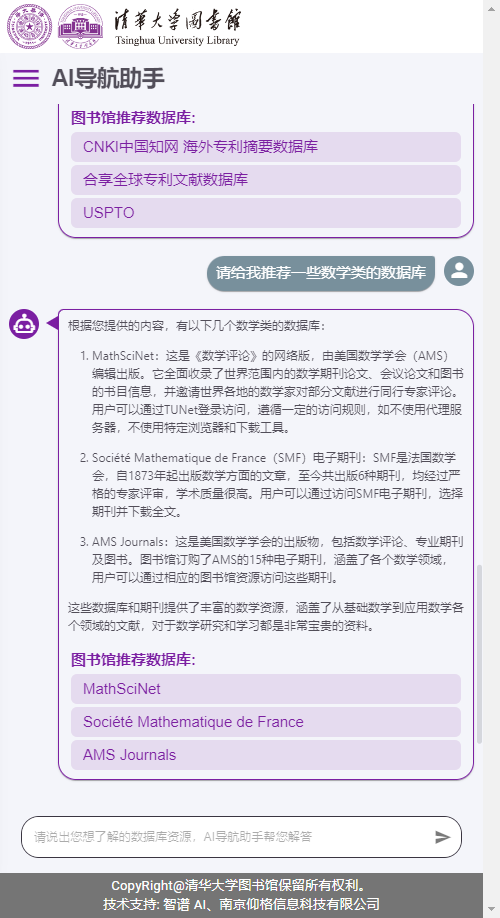 清华大学图书馆
Tsinghua University Library
AI导航助手
图书馆推荐数据库:
CNKI中国知网 海外专利摘要数据库
合享全球专利文献数据库
USPTO
请给我推荐一些数学类的数据库
根据您提供的内容，有以下几个数学类的数据库：
1. MathSciNet：这是《数学评论》的网络版，由美国数学学会（AMS）
编辑出版。它全面收录了世界范围内的数学期刊论文、会议论文和图书
的书目信息，并邀请世界各地的数学家对部分文献进行同行专家评论。
用户可以通过TUNet登录访问，遵循一定的访问规则，如不使用代理服
务器，不使用特定浏览器和下载工具。
2. Société Mathematique de France（SMF）电子期刊：SMF是法国数学
会，自1873年起出版数学方面的文章，至今共出版6种期刊，均经过严
格的专家评审，学术质量很高。用户可以通过访问SMF电子期刊，选择
期刊并下载全文。
3. AMS Journals：这是美国数学学会的出版物，包括数学评论、专业期刊
及图书。图书馆订购了AMS的15种电子期刊，涵盖了各个数学领域，
用户可以通过相应的图书馆资源访问这些期刊。
这些数据库和期刊提供了丰富的数学资源，涵盖了从基础数学到应用数学各
个领域的文献，对于数学研究和学习都是非常宝贵的资料。
图书馆推荐数据库:
MathSciNet
Société Mathematique de France
AMS Journals
请说出您想了解的数据库资源，AI导航助手帮您解答
CopyRight@清华大学图书馆保留所有权利。
技术支持: 智谱 AI、南京仰格信息科技有限公司